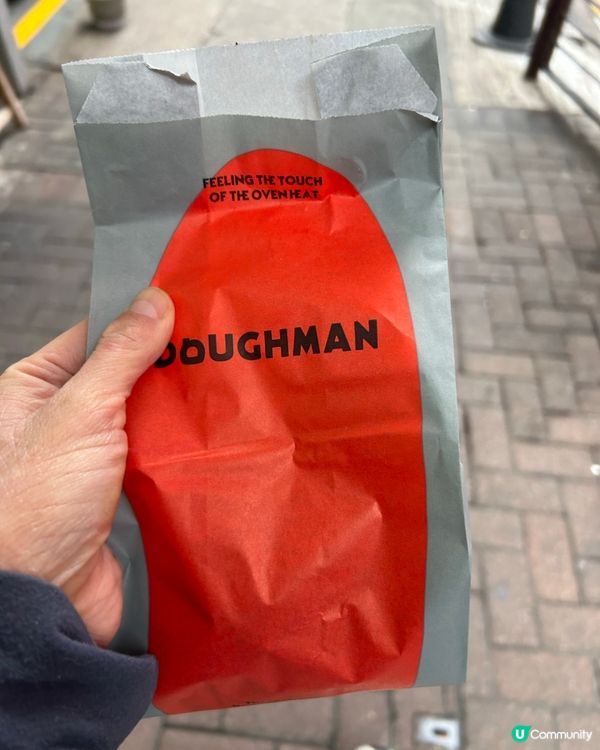 FEELING THE TOUCH
OF THE OVEN HEAT.
DOUGHMAN
U Community